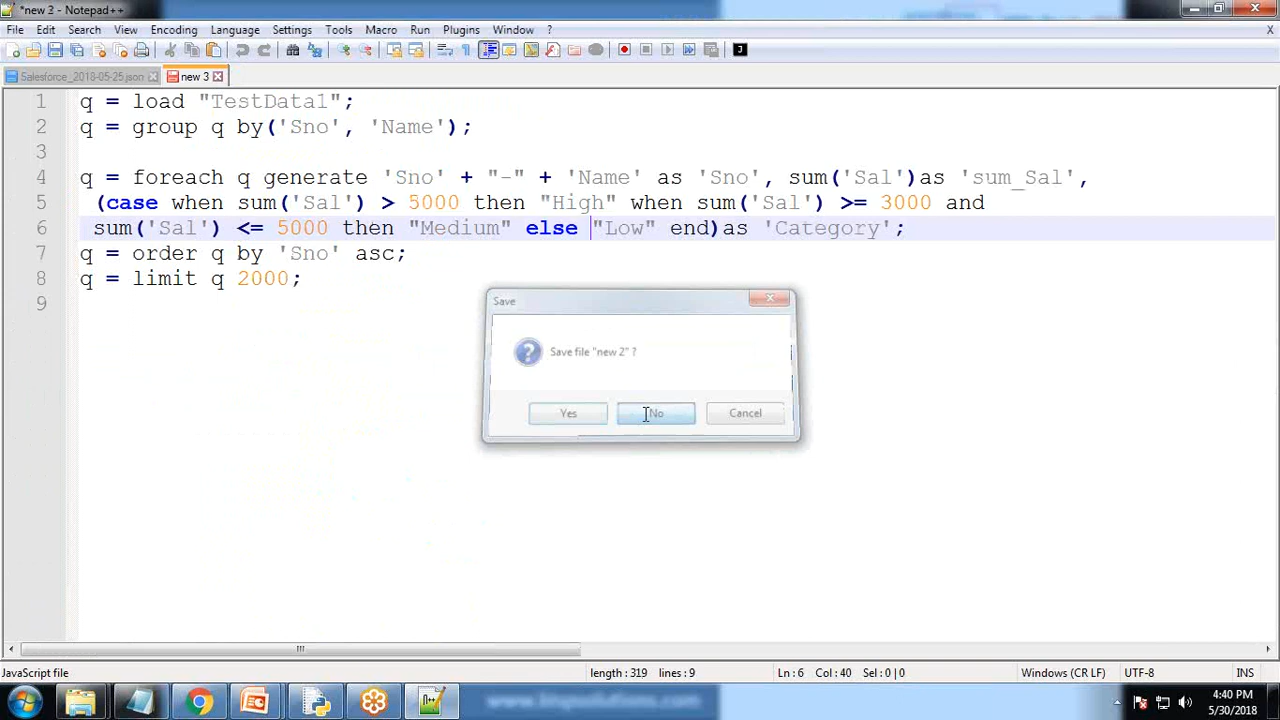 *new 3 - Notepad++
File Edit Search View Encoding Language Settings Tools Macro Run Plugins Window ? X
Salesforce_2018-05-25.json new 3
1 q = load "TestData1";
2 q = group q by('Sno', 'Name');
3
4 q = foreach q generate 'Sno' + "-" + 'Name' as 'Sno', sum('Sal')as 'sum_Sal',
5 (case when sum('Sal') > 5000 then "High" when sum('Sal') >= 3000 and
6 sum('Sal') <= 5000 then "Medium" else "Low" end)as 'Category';
7 q = order q by 'Sno' asc;
8 q = limit q 2000;
9
Save
Save file "new 2" ?
Yes No Cancel
JavaScript file length : 319 lines : 9 Ln : 6 Col : 40 Sel : 0 | 0 Windows (CR LF) UTF-8 INS
4:40 PM
5/30/2018